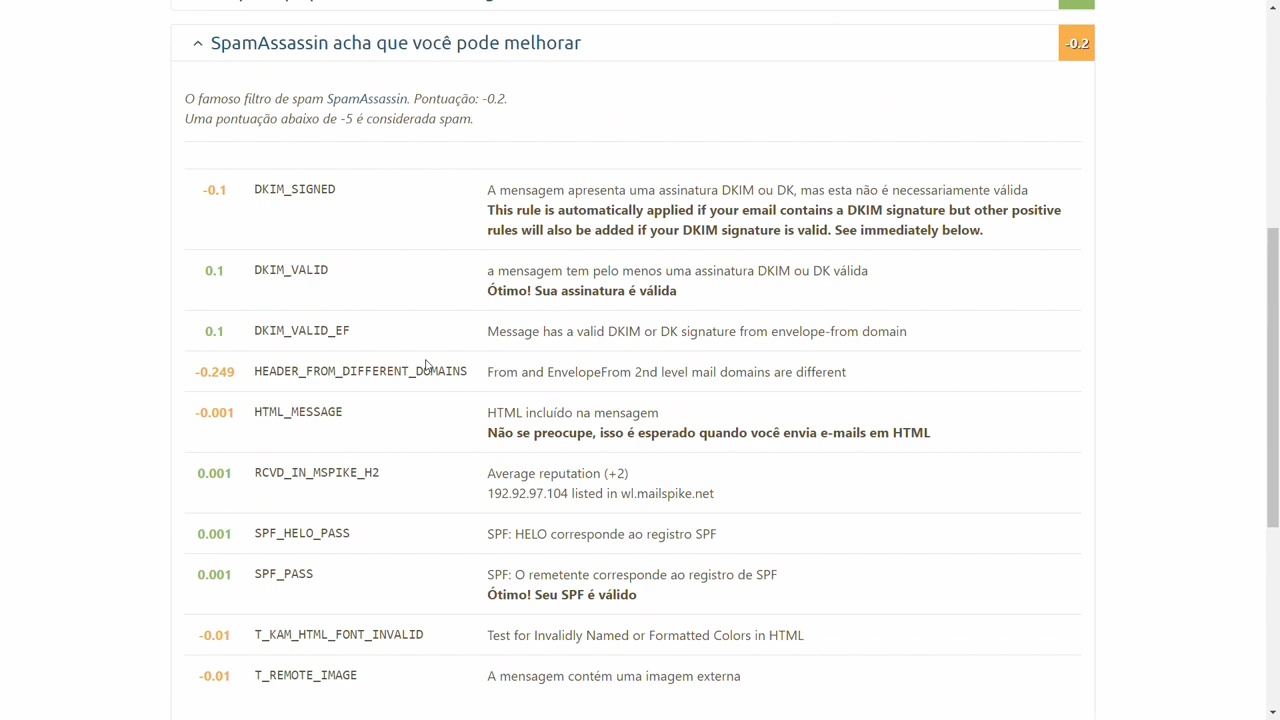 SpamAssassin acha que você pode melhorar
-0.2
O famoso filtro de spam SpamAssassin. Pontuação: -0.2.
Uma pontuação abaixo de -5 é considerada spam.
-0.1 DKIM_SIGNED A mensagem apresenta uma assinatura DKIM ou DK, mas esta não é necessariamente válida
This rule is automatically applied if your email contains a DKIM signature but other positive
rules will also be added if your DKIM signature is valid. See immediately below.
0.1 DKIM_VALID a mensagem tem pelo menos uma assinatura DKIM ou DK válida
Ótimo! Sua assinatura é válida
0.1 DKIM_VALID_EF Message has a valid DKIM or DK signature from envelope-from domain
-0.249 HEADER_FROM_DIFFERENT_DOMAINS From and EnvelopeFrom 2nd level mail domains are different
-0.001 HTML_MESSAGE HTML incluído na mensagem
Não se preocupe, isso é esperado quando você envia e-mails em HTML
0.001 RCVD_IN_MSPIKE_H2 Average reputation (+2)
192.92.97.104 listed in wl.mailspike.net
0.001 SPF_HELO_PASS SPF: HELO corresponde ao registro SPF
0.001 SPF_PASS SPF: O remetente corresponde ao registro de SPF
Ótimo! Seu SPF é válido
-0.01 T_KAM_HTML_FONT_INVALID Test for Invalidly Named or Formatted Colors in HTML
-0.01 T_REMOTE_IMAGE A mensagem contém uma imagem externa